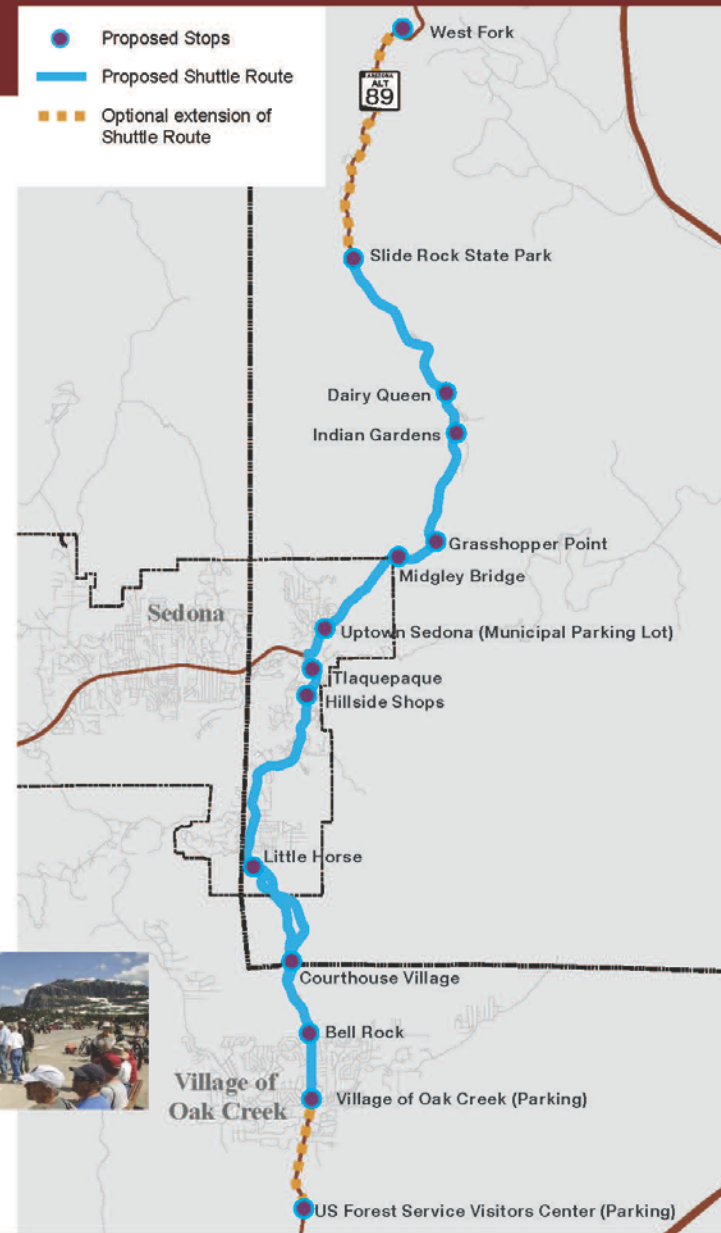 Proposed Stops
Proposed Shuttle Route
Optional extension of
Shuttle Route
West Fork
ARIZONA
ALT
89
Slide Rock State Park
Dairy Queen
Indian Gardens
Grasshopper Point
Midgley Bridge
Sedona
Uptown Sedona (Municipal Parking Lot)
Tlaquepaque
Hillside Shops
Little Horse
Courthouse Village
Bell Rock
Village of
Oak Creek
Village of Oak Creek (Parking)
US Forest Service Visitors Center (Parking)